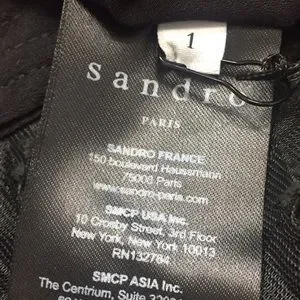 1
sandro
PARIS
SANDRO FRANCE
150 boulevard Haussmann
75008 Paris
www.sandro-paris.com
SMCP USA Inc.
10 Crosby Street, 3rd Floor
New York, New York 10013
RN132784
SMCP ASIA Inc.
The Centrium, Suite